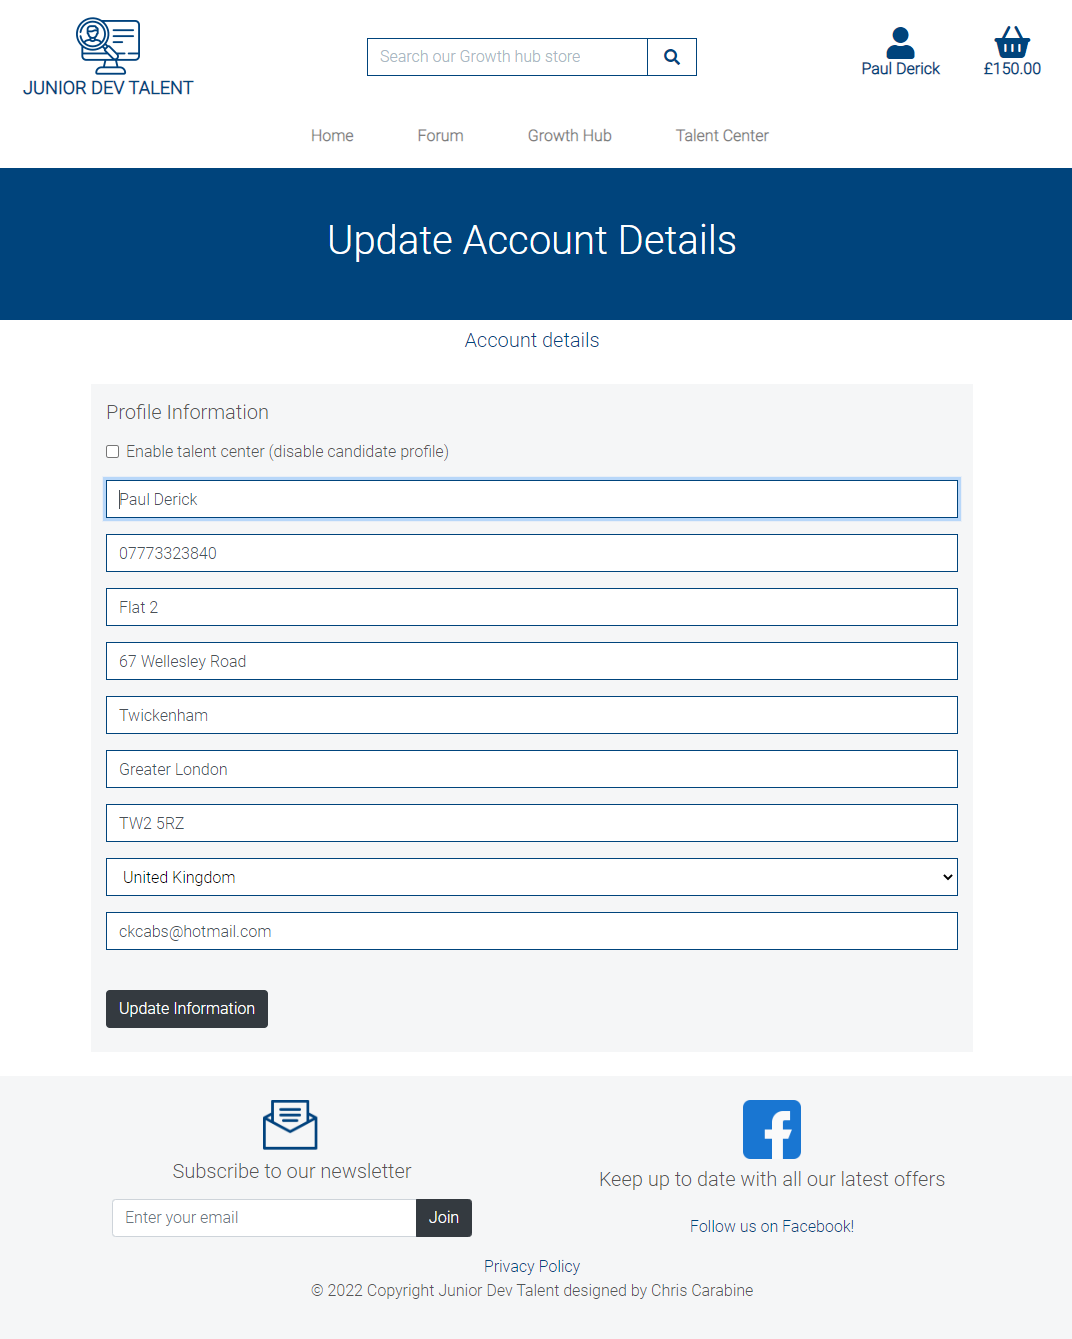 JUNIOR DEV TALENT
Search our Growth hub store
Paul Derick
£150.00
Home
Forum
Growth Hub
Talent Center
Update Account Details
Account details
Profile Information
Enable talent center (disable candidate profile)
Paul Derick
07773323840
Flat 2
67 Wellesley Road
Twickenham
Greater London
TW2 5RZ
United Kingdom
ckcabs@hotmail.com
Update Information
Subscribe to our newsletter
Enter your email
Join
Keep up to date with all our latest offers
Follow us on Facebook!
Privacy Policy
© 2022 Copyright Junior Dev Talent designed by Chris Carabine